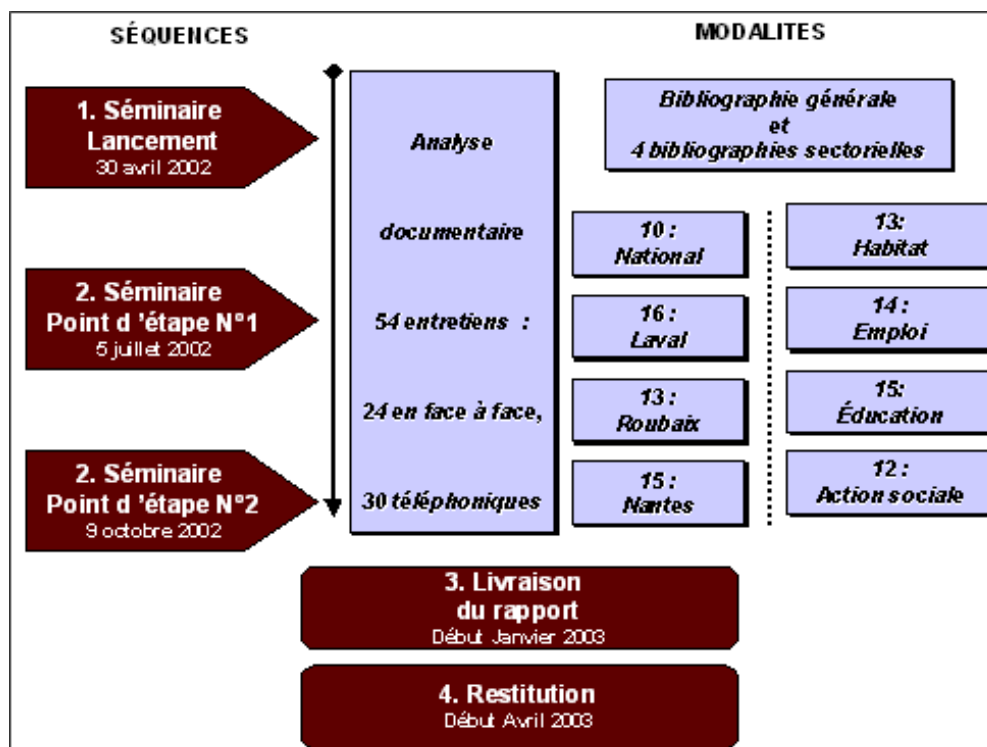 SÉQUENCES
MODALITES
1. Séminaire
Lancement
30 avril 2002
2. Séminaire
Point d 'étape N°1
5 juillet 2002
2. Séminaire
Point d 'étape N°2
9 octobre 2002
Analyse
documentaire
54 entretiens :
24 en face à face,
30 téléphoniques
Bibliographie générale
et
4 bibliographies sectorielles
10 :
National
16 :
Laval
13 :
Roubaix
15 :
Nantes
13:
Habitat
14 :
Emploi
15:
Éducation
12 :
Action sociale
3. Livraison
du rapport
Début Janvier 2003
4. Restitution
Début Avril 2003